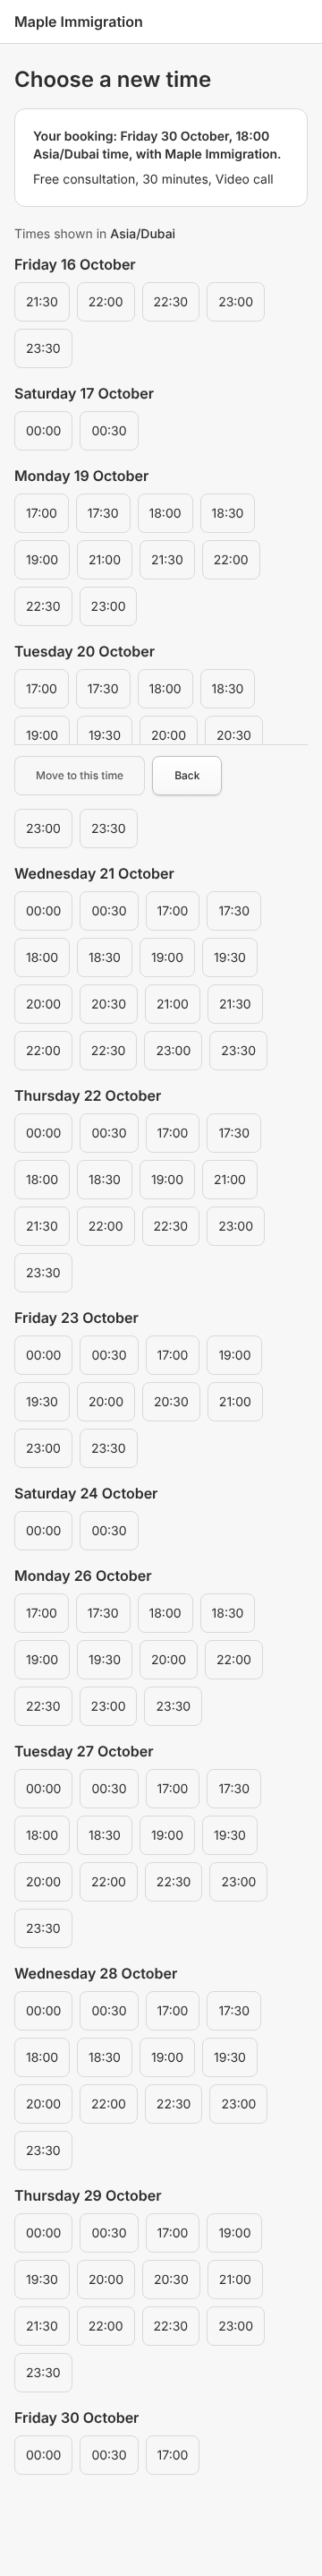 Maple Immigration
Choose a new time
Your booking: Friday 30 October, 18:00
Asia/Dubai time, with Maple Immigration.
Free consultation, 30 minutes, Video call
Times shown in Asia/Dubai
Friday 16 October
21:30 22:00 22:30 23:00
23:30
Saturday 17 October
00:00 00:30
Monday 19 October
17:00 17:30 18:00 18:30
19:00 21:00 21:30 22:00
22:30 23:00
Tuesday 20 October
17:00 17:30 18:00 18:30
19:00 19:30 20:00 20:30
Move to this time Back
23:00 23:30
Wednesday 21 October
00:00 00:30 17:00 17:30
18:00 18:30 19:00 19:30
20:00 20:30 21:00 21:30
22:00 22:30 23:00 23:30
Thursday 22 October
00:00 00:30 17:00 17:30
18:00 18:30 19:00 21:00
21:30 22:00 22:30 23:00
23:30
Friday 23 October
00:00 00:30 17:00 19:00
19:30 20:00 20:30 21:00
23:00 23:30
Saturday 24 October
00:00 00:30
Monday 26 October
17:00 17:30 18:00 18:30
19:00 19:30 20:00 22:00
22:30 23:00 23:30
Tuesday 27 October
00:00 00:30 17:00 17:30
18:00 18:30 19:00 19:30
20:00 22:00 22:30 23:00
23:30
Wednesday 28 October
00:00 00:30 17:00 17:30
18:00 18:30 19:00 19:30
20:00 22:00 22:30 23:00
23:30
Thursday 29 October
00:00 00:30 17:00 19:00
19:30 20:00 20:30 21:00
21:30 22:00 22:30 23:00
23:30
Friday 30 October
00:00 00:30 17:00